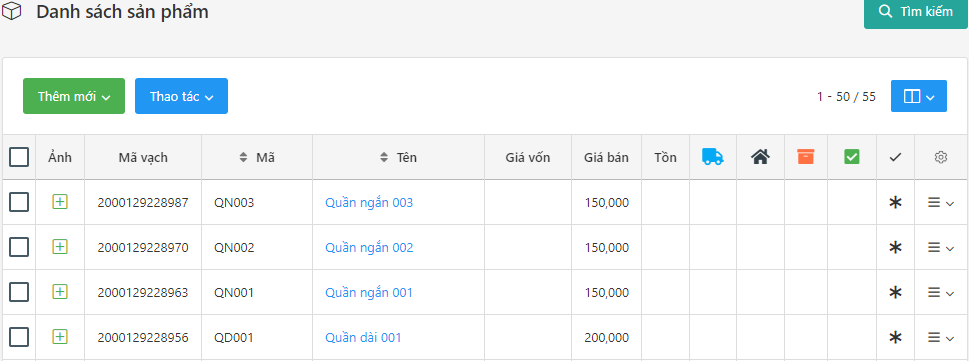 Danh sách sản phẩm
Tìm kiếm
Thêm mới Thao tác 1 - 50 / 55
Ảnh Mã vạch Mã Tên Giá vốn Giá bán Tồn
2000129228987 QN003 Quần ngắn 003 150,000
2000129228970 QN002 Quần ngắn 002 150,000
2000129228963 QN001 Quần ngắn 001 150,000
2000129228956 QD001 Quần dài 001 200,000